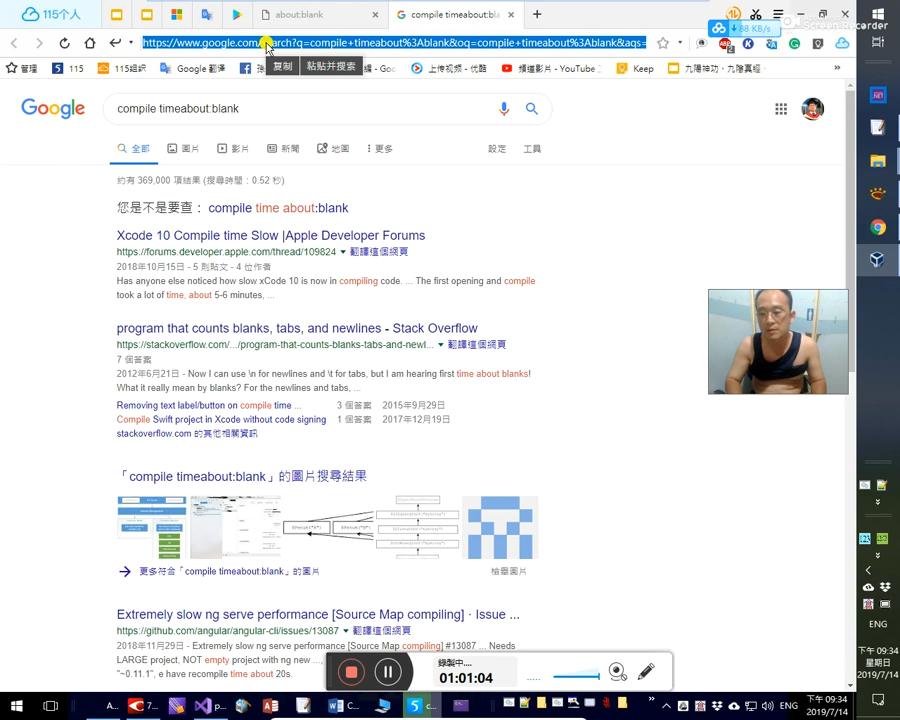 115个人
about:blank
compile timeabout:bla
Screen Recorder
88 KB/s
https://www.google.com/search?q=compile+timeabout%3Ablank&oq=compile+timeabout%3Ablank&aqs=
复制
粘贴并搜索
管理
115
115組织
Google 翻译
編 - Goo
上传视频 - 优酷
頻道影片 - YouTube
Keep
九陽神功、九陰真經
Google
compile timeabout:blank
全部
圖片
影片
新聞
地圖
更多
設定
工具
約有 369,000 項結果 (搜尋時間：0.52 秒)
您是不是要查： compile time about:blank
Xcode 10 Compile time Slow |Apple Developer Forums
https://forums.developer.apple.com/thread/109824 ▼ 翻譯這個網頁
2018年10月15日 - 5 則貼文 - 4 位作者
Has anyone else noticed how slow xCode 10 is now in compiling code. ... The first opening and compile
took a lot of time, about 5-6 minutes, ...
program that counts blanks, tabs, and newlines - Stack Overflow
https://stackoverflow.com/.../program-that-counts-blanks-tabs-and-newl... ▼ 翻譯這個網頁
7 個答案
2012年6月21日 - Now I can use \n for newlines and \t for tabs, but I am hearing first time about blanks!
What it really mean by blanks? For the newlines and tabs, ...
Removing text label/button on compile time ...
3 個答案
2015年9月29日
Compile Swift project in Xcode without code signing
1 個答案
2017年12月19日
stackoverflow.com 的其他相關資訊
「compile timeabout:blank」的圖片搜尋結果
更多符合「compile timeabout:blank」的圖片
檢舉圖片
Extremely slow ng serve performance [Source Map compiling] · Issue ...
https://github.com/angular/angular-cli/issues/13087 ▼ 翻譯這個網頁
2018年11月29日 - Extremely slow ng serve performance [Source Map compiling] #13087 ... Needs
LARGE project, NOT empty project with ng new ...,
"~0.11.1", e have recompile time about 20s.
錄製中....
01:01:04
ENG
下午 09:34
星期日
2019/7/14
A...
7...
p...
C...
c...
ENG
下午 09:34
2019/7/14